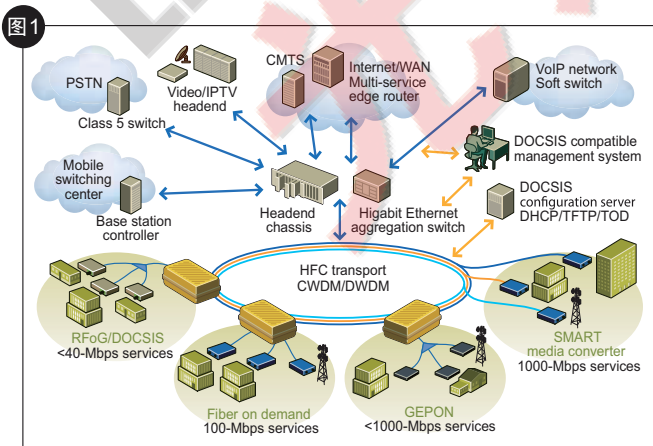 图1
PSTN
Class 5 switch
Video/IPTV
headend
CMTS
Internet/WAN
Multi-service
edge router
VoIP network
Soft switch
DOCSIS compatible
management system
Mobile
switching
center
Base station
controller
Headend
chassis
Higabit Ethernet
aggregation switch
DOCSIS
configuration server
DHCP/TFTP/TOD
HFC transport
CWDM/DWDM
RFoG/DOCSIS
<40-Mbps services
Fiber on demand
100-Mbps services
GEPON
<1000-Mbps services
SMART
media converter
1000-Mbps services